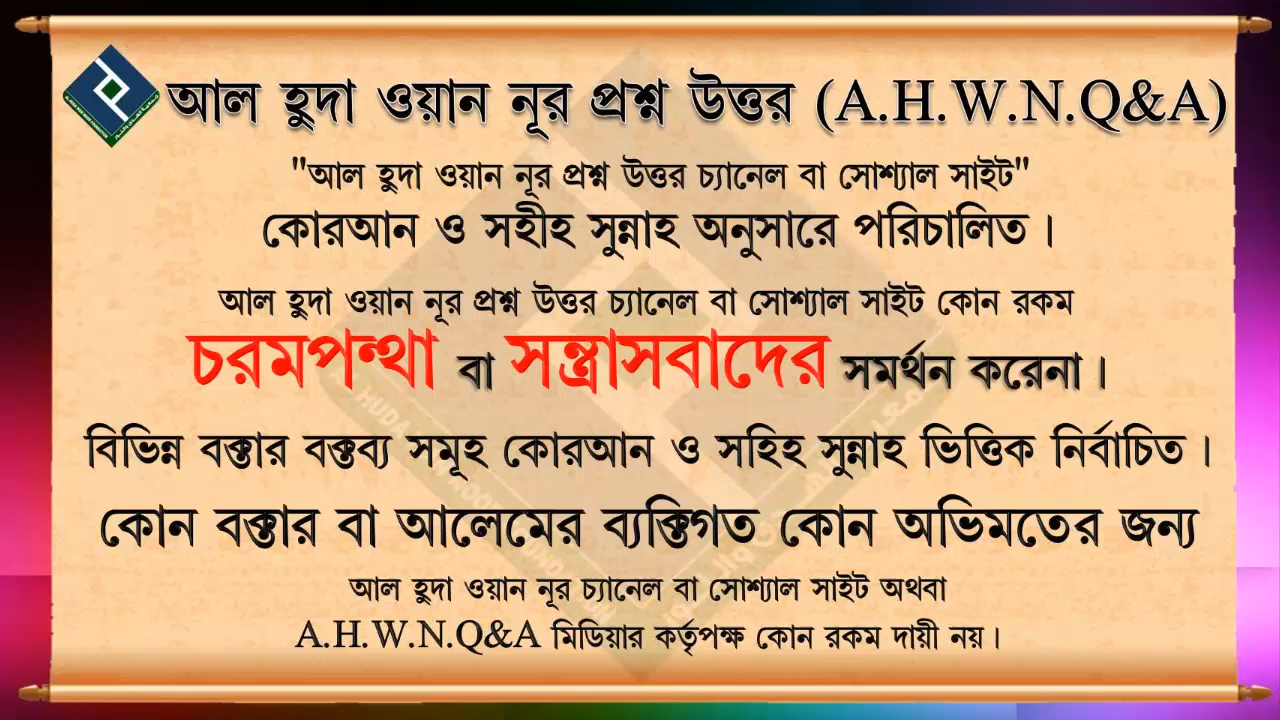 আল হুদা ওয়ান নূর প্রশ্ন উত্তর (A.H.W.N.Q&A)
"আল হুদা ওয়ান নূর প্রশ্ন উত্তর চ্যানেল বা সোশ্যাল সাইট"
কোরআন ও সহীহ সুন্নাহ অনুসারে পরিচালিত।
আল হুদা ওয়ান নূর প্রশ্ন উত্তর চ্যানেল বা সোশ্যাল সাইট কোন রকম
চরমপন্থা বা সন্ত্রাসবাদের সমর্থন করেনা।
বিভিন্ন বক্তার বক্তব্য সমূহ কোরআন ও সহিহ সুন্নাহ ভিত্তিক নির্বাচিত।
কোন বক্তার বা আলেমের ব্যক্তিগত কোন অভিমতের জন্য
আল হুদা ওয়ান নূর চ্যানেল বা সোশ্যাল সাইট অথবা
A.H.W.N.Q&A মিডিয়ার কর্তৃপক্ষ কোন রকম দায়ী নয়।